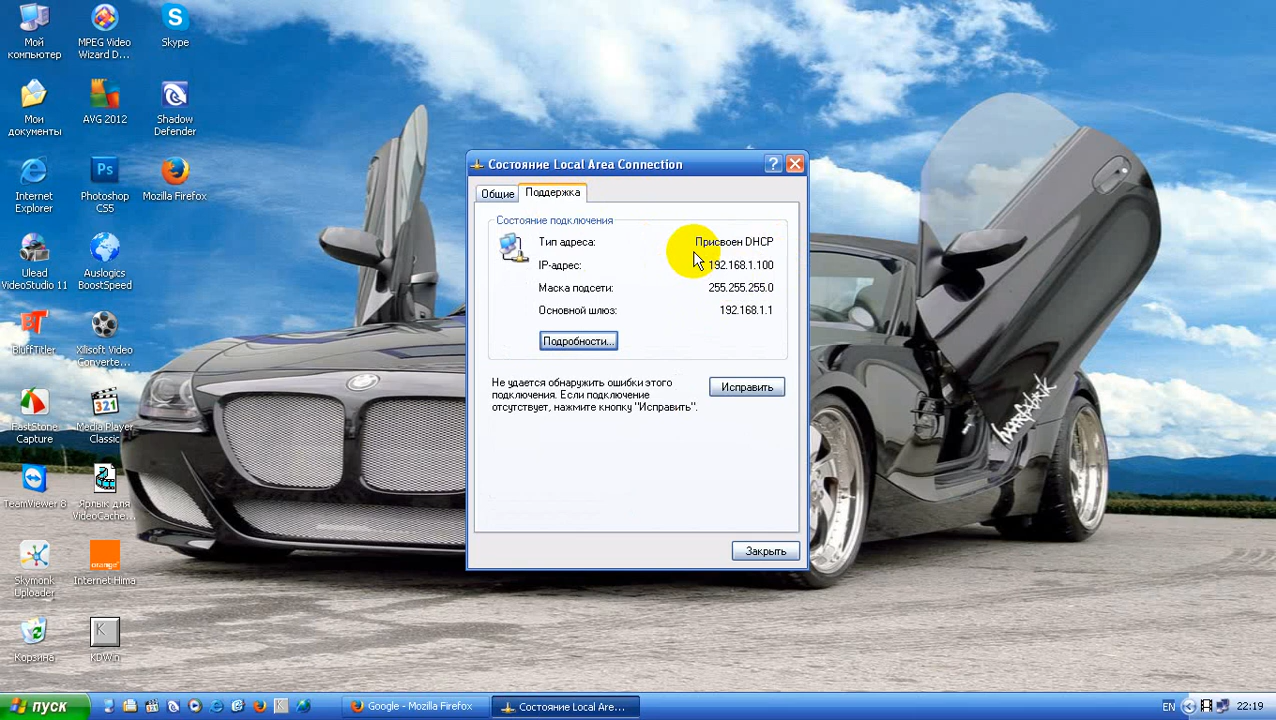 Мой
компьютер
MPEG Video
Wizard D...
Skype
Мои
документы
AVG 2012
Shadow
Defender
Internet
Explorer
Photoshop
CS5
Mozilla Firefox
Ulead
VideoStudio 11
Auslogics
BoostSpeed
BluffTitler
Xilisoft Video
Converte...
FastStone
Capture
Media Player
Classic
TeamViewer 8
Ярлык для
VideoCache...
Skymonk
Uploader
orange
Internet Hima
Корзина
KDWin
Состояние Local Area Connection
Общие
Поддержка
Состояние подключения
Тип адреса: Присвоен DHCP
IP-адрес: 192.168.1.100
Маска подсети: 255.255.255.0
Основной шлюз: 192.168.1.1
Подробности...
Не удается обнаружить ошибки этого
подключения. Если подключение
отсутствует, нажмите кнопку "Исправить".
Исправить
Закрыть
пуск
Google - Mozilla Firefox
Состояние Local Are...
EN
22:19